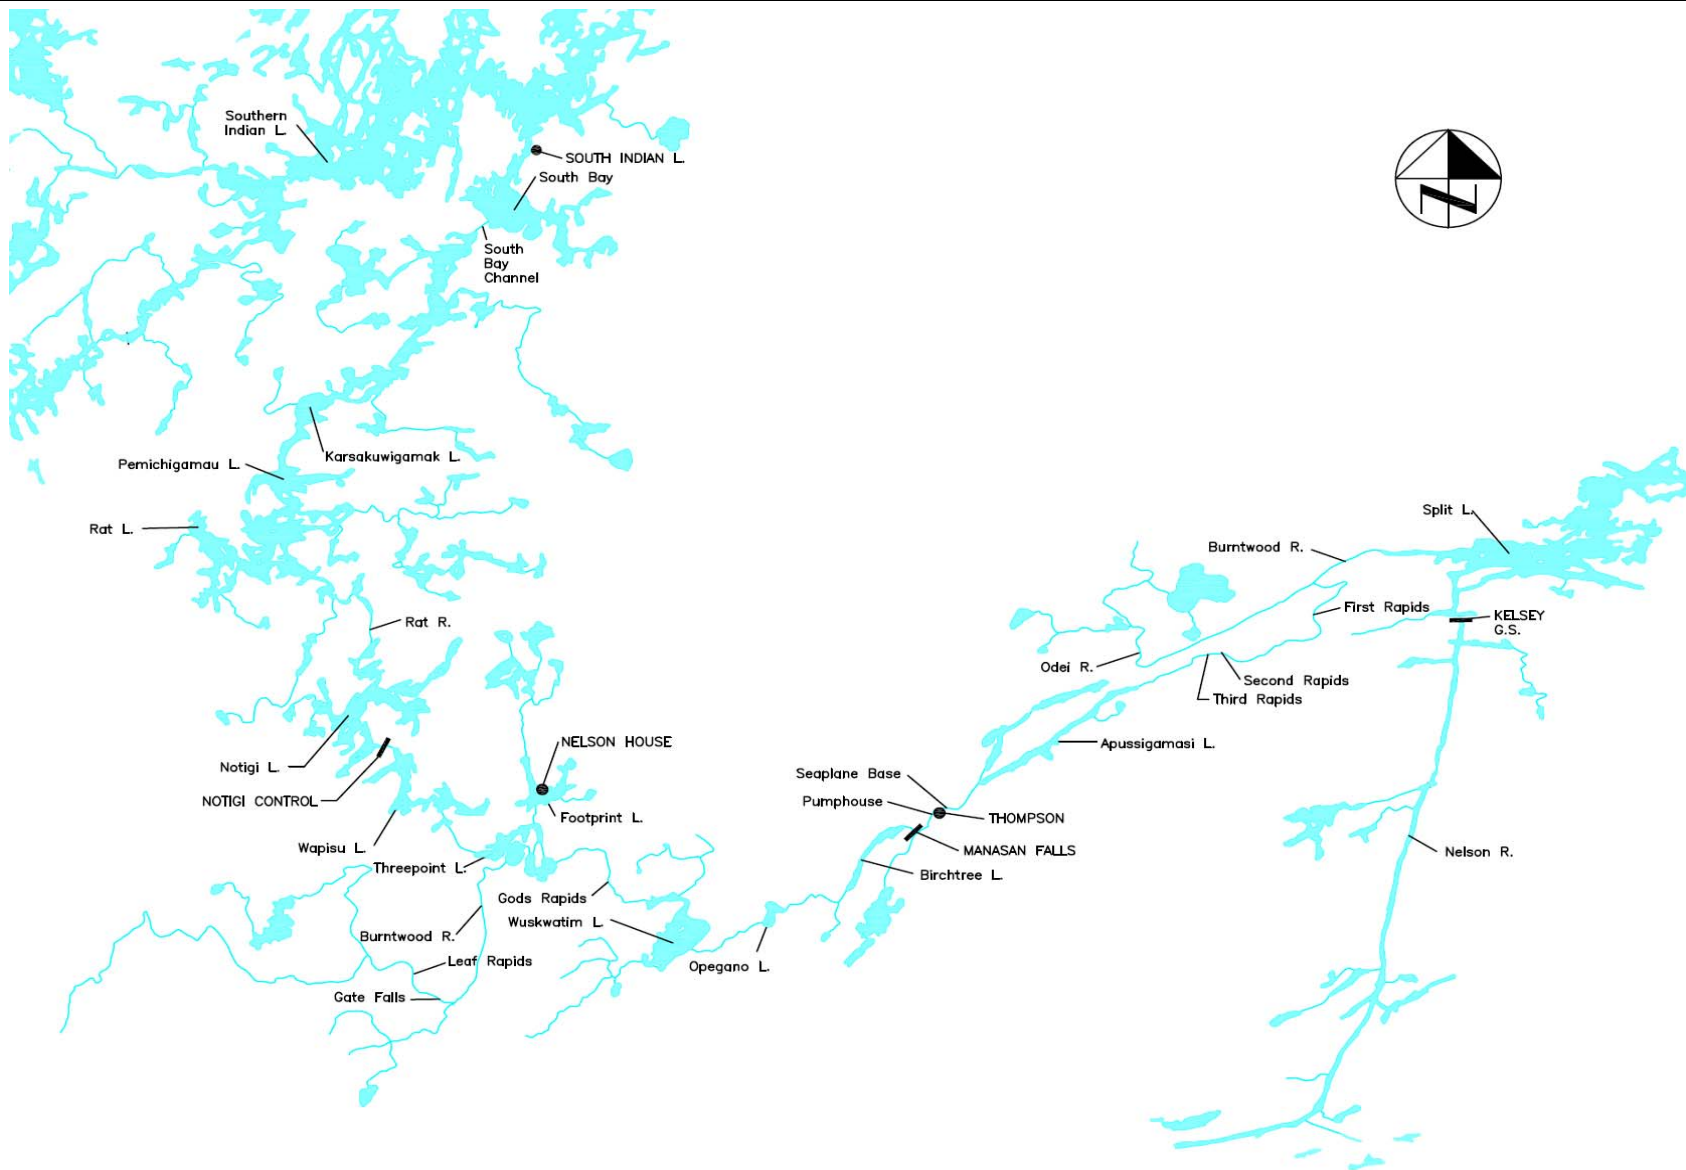 Southern
Indian L.
SOUTH INDIAN L.
South Bay
South
Bay
Channel
N
Karsakuwigamak L.
Pemichigamau L.
Rat L.
Split L.
Burntwood R.
First Rapids
KELSEY
G.S.
Rat R.
Odei R.
Second Rapids
Third Rapids
NELSON HOUSE
Apussigamasi L.
Notigi L.
Seaplane Base
NOTIGI CONTROL
Pumphouse
Footprint L.
THOMPSON
Wapisu L.
MANASAN FALLS
Nelson R.
Threepoint L.
Birchtree L.
Gods Rapids
Wuskwatim L.
Burntwood R.
Leaf Rapids
Opegano L.
Gate Falls